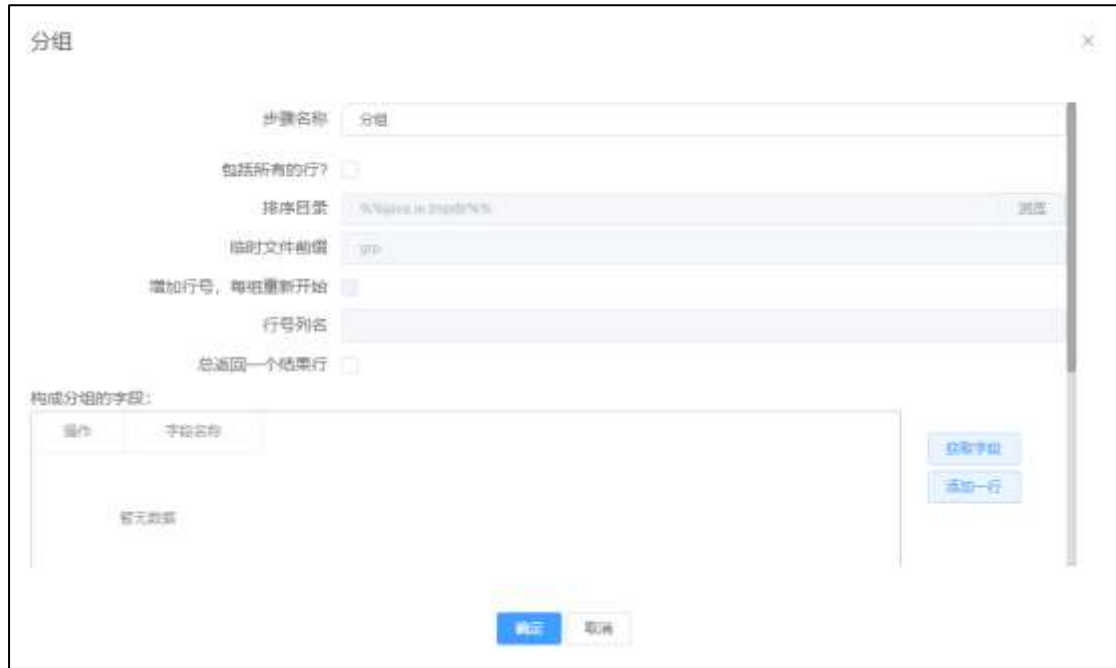 分组
步骤名称 分组
包括所有的行?
排序目录 %%java.io.tmpdir%% 浏览
临时文件前缀 grp
增加行号，每组重新开始
行号列名
总返回一个结果行
构成分组的字段：
操作 字段名称
获取字段
添加一行
暂无数据
确定 取消